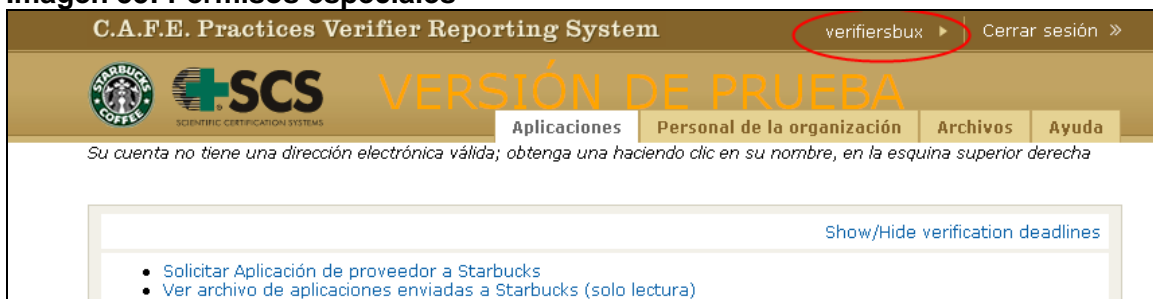 Imagen 00: Permisos especiales
C.A.F.E. Practices Verifier Reporting System
verifiersbux
Cerrar sesión »
STARBUCKS COFFEE
SCS
SCIENTIFIC CERTIFICATION SYSTEMS
VERSIÓN DE PRUEBA
Aplicaciones Personal de la organización Archivos Ayuda
Su cuenta no tiene una dirección electrónica válida; obtenga una haciendo clic en su nombre, en la esquina superior derecha
Show/Hide verification deadlines
• Solicitar Aplicación de proveedor a Starbucks
• Ver archivo de aplicaciones enviadas a Starbucks (solo lectura)